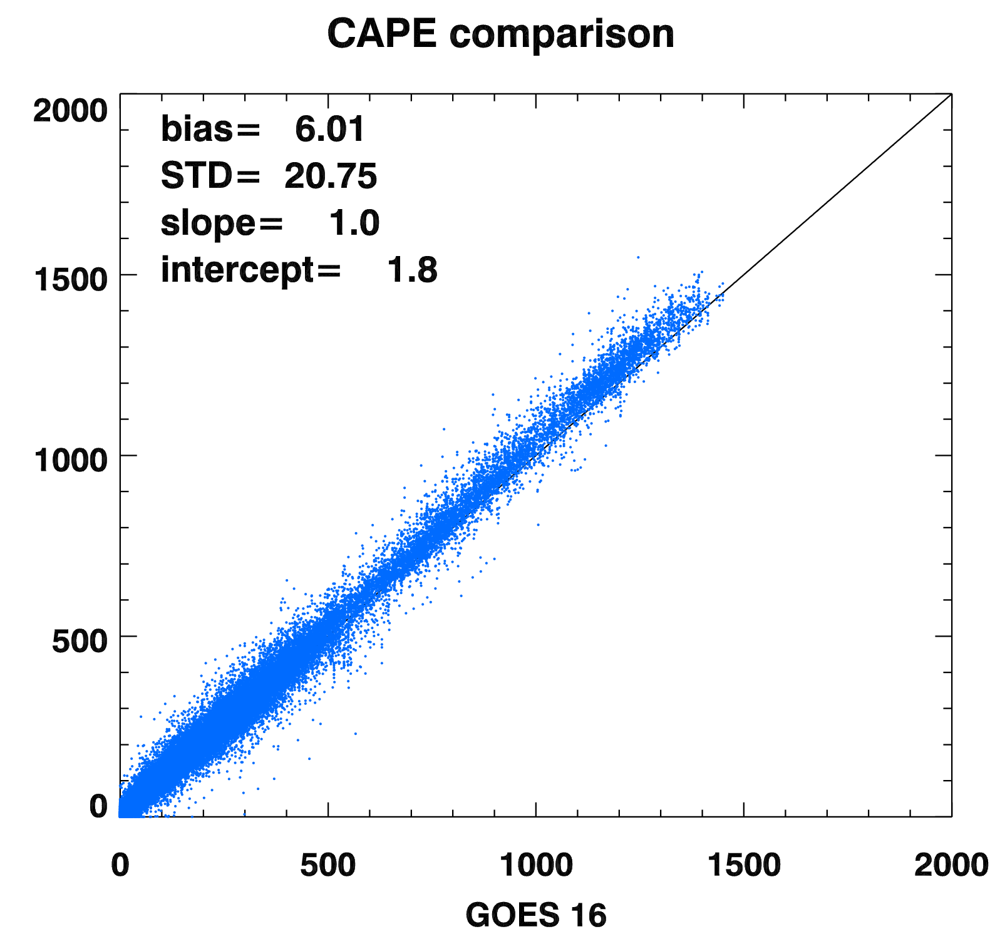 CAPE comparison
2000
bias= 6.01
STD= 20.75
slope= 1.0
intercept= 1.8
1500
1000
500
0
0 500 1000 1500 2000
GOES 16